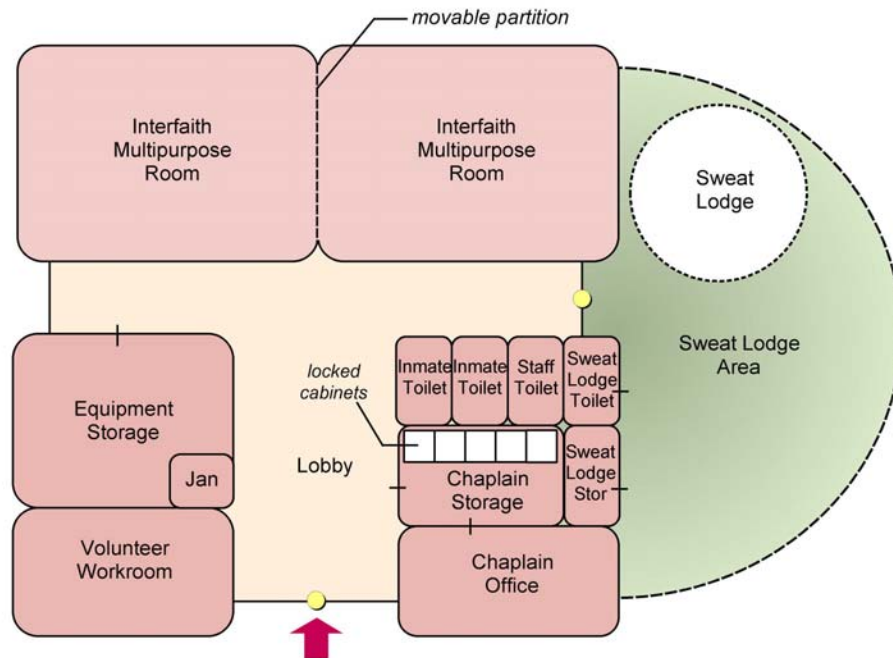 movable partition
Interfaith
Multipurpose
Room
Interfaith
Multipurpose
Room
Sweat
Lodge
Sweat Lodge
Area
Inmate
Toilet
Inmate
Toilet
Staff
Toilet
Sweat
Lodge
Toilet
locked
cabinets
Equipment
Storage
Jan
Lobby
Chaplain
Storage
Sweat
Lodge
Stor
Volunteer
Workroom
Chaplain
Office